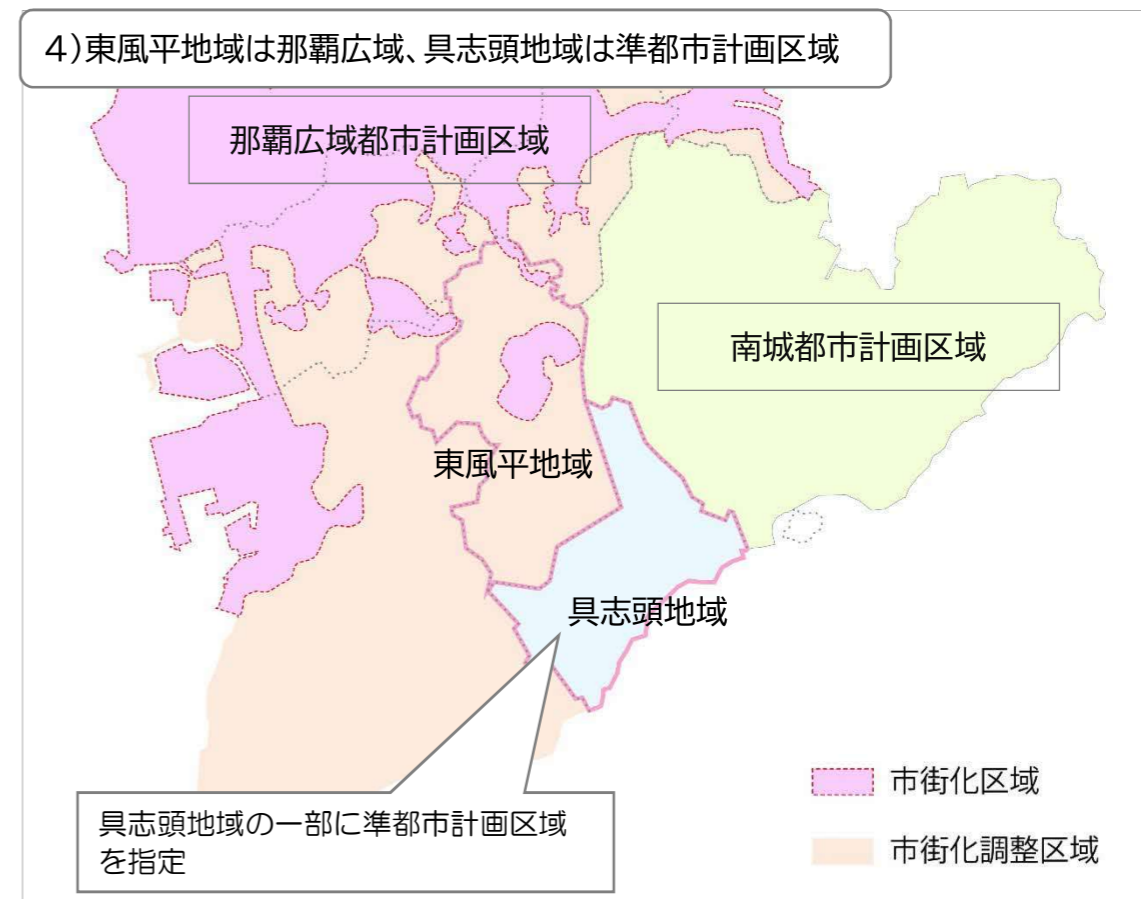 4)東風平地域は那覇広域、具志頭地域は準都市計画区域
那覇広域都市計画区域
南城都市計画区域
東風平地域
具志頭地域
市街化区域
具志頭地域の一部に準都市計画区域
を指定
市街化調整区域